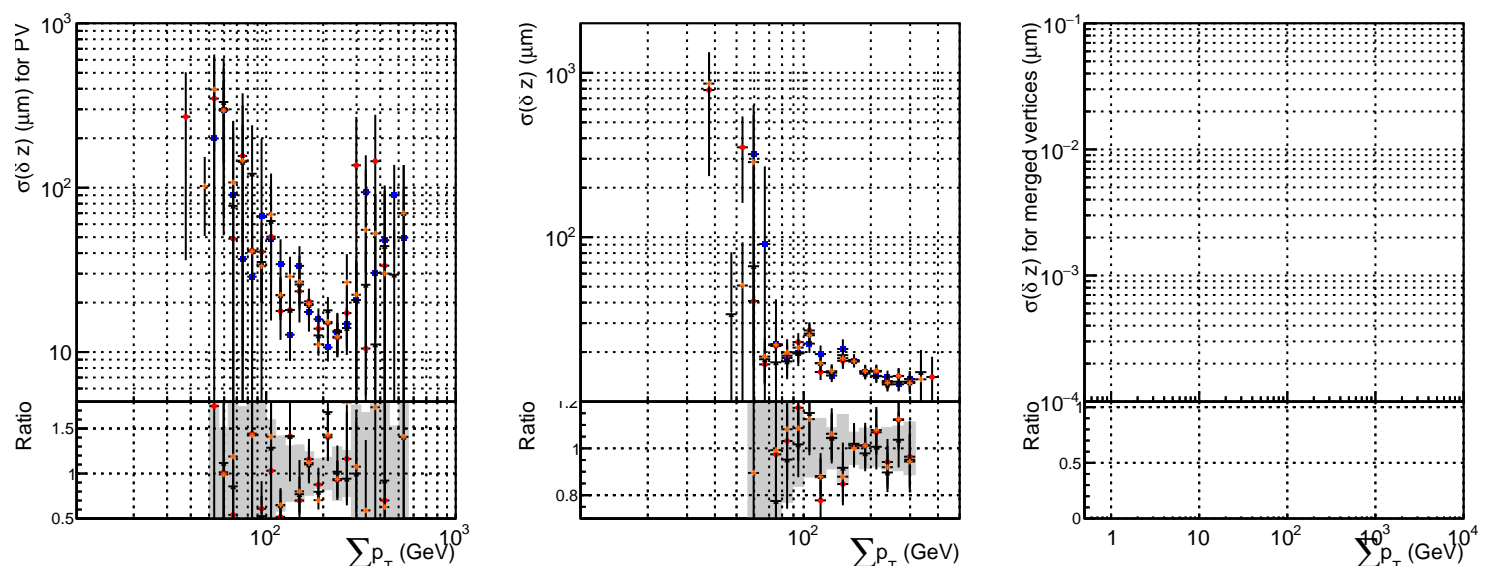 σ(δ z) (μm) for PV
10³
10²
10
Ratio
1.5
1
0.5
10²
10³
∑p_T (GeV)
σ(δ z) (μm)
10³
10²
Ratio
1.2
1
0.8
10²
∑p_T (GeV)
σ(δ z) for merged vertices (μm)
10⁻¹
10⁻²
10⁻³
10⁻⁴
Ratio
1
0.5
0
1
10
10²
10³
10⁴
∑p_T (GeV)